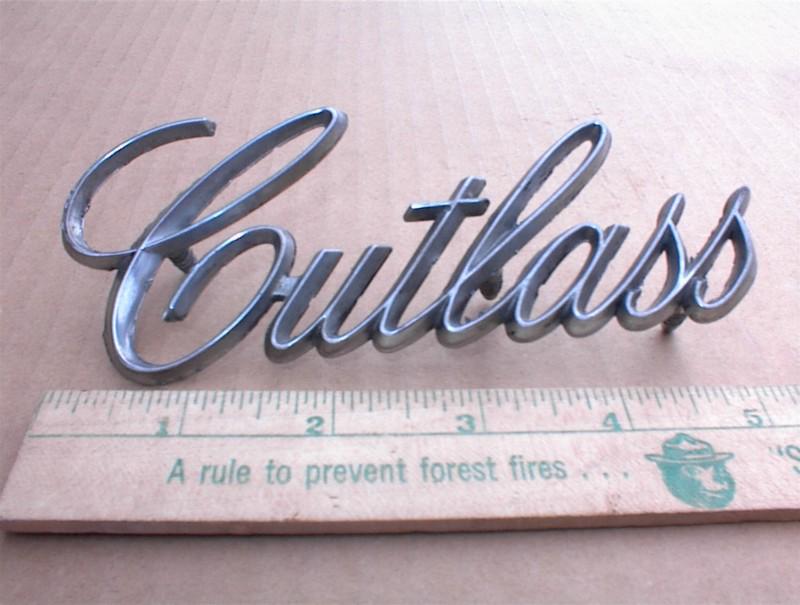 Cutlass
1 2 3 4 5
A rule to prevent forest fires . . .
"S